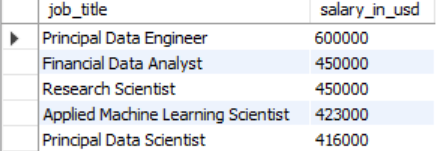 job_title salary_in_usd
Principal Data Engineer 600000
Financial Data Analyst 450000
Research Scientist 450000
Applied Machine Learning Scientist 423000
Principal Data Scientist 416000